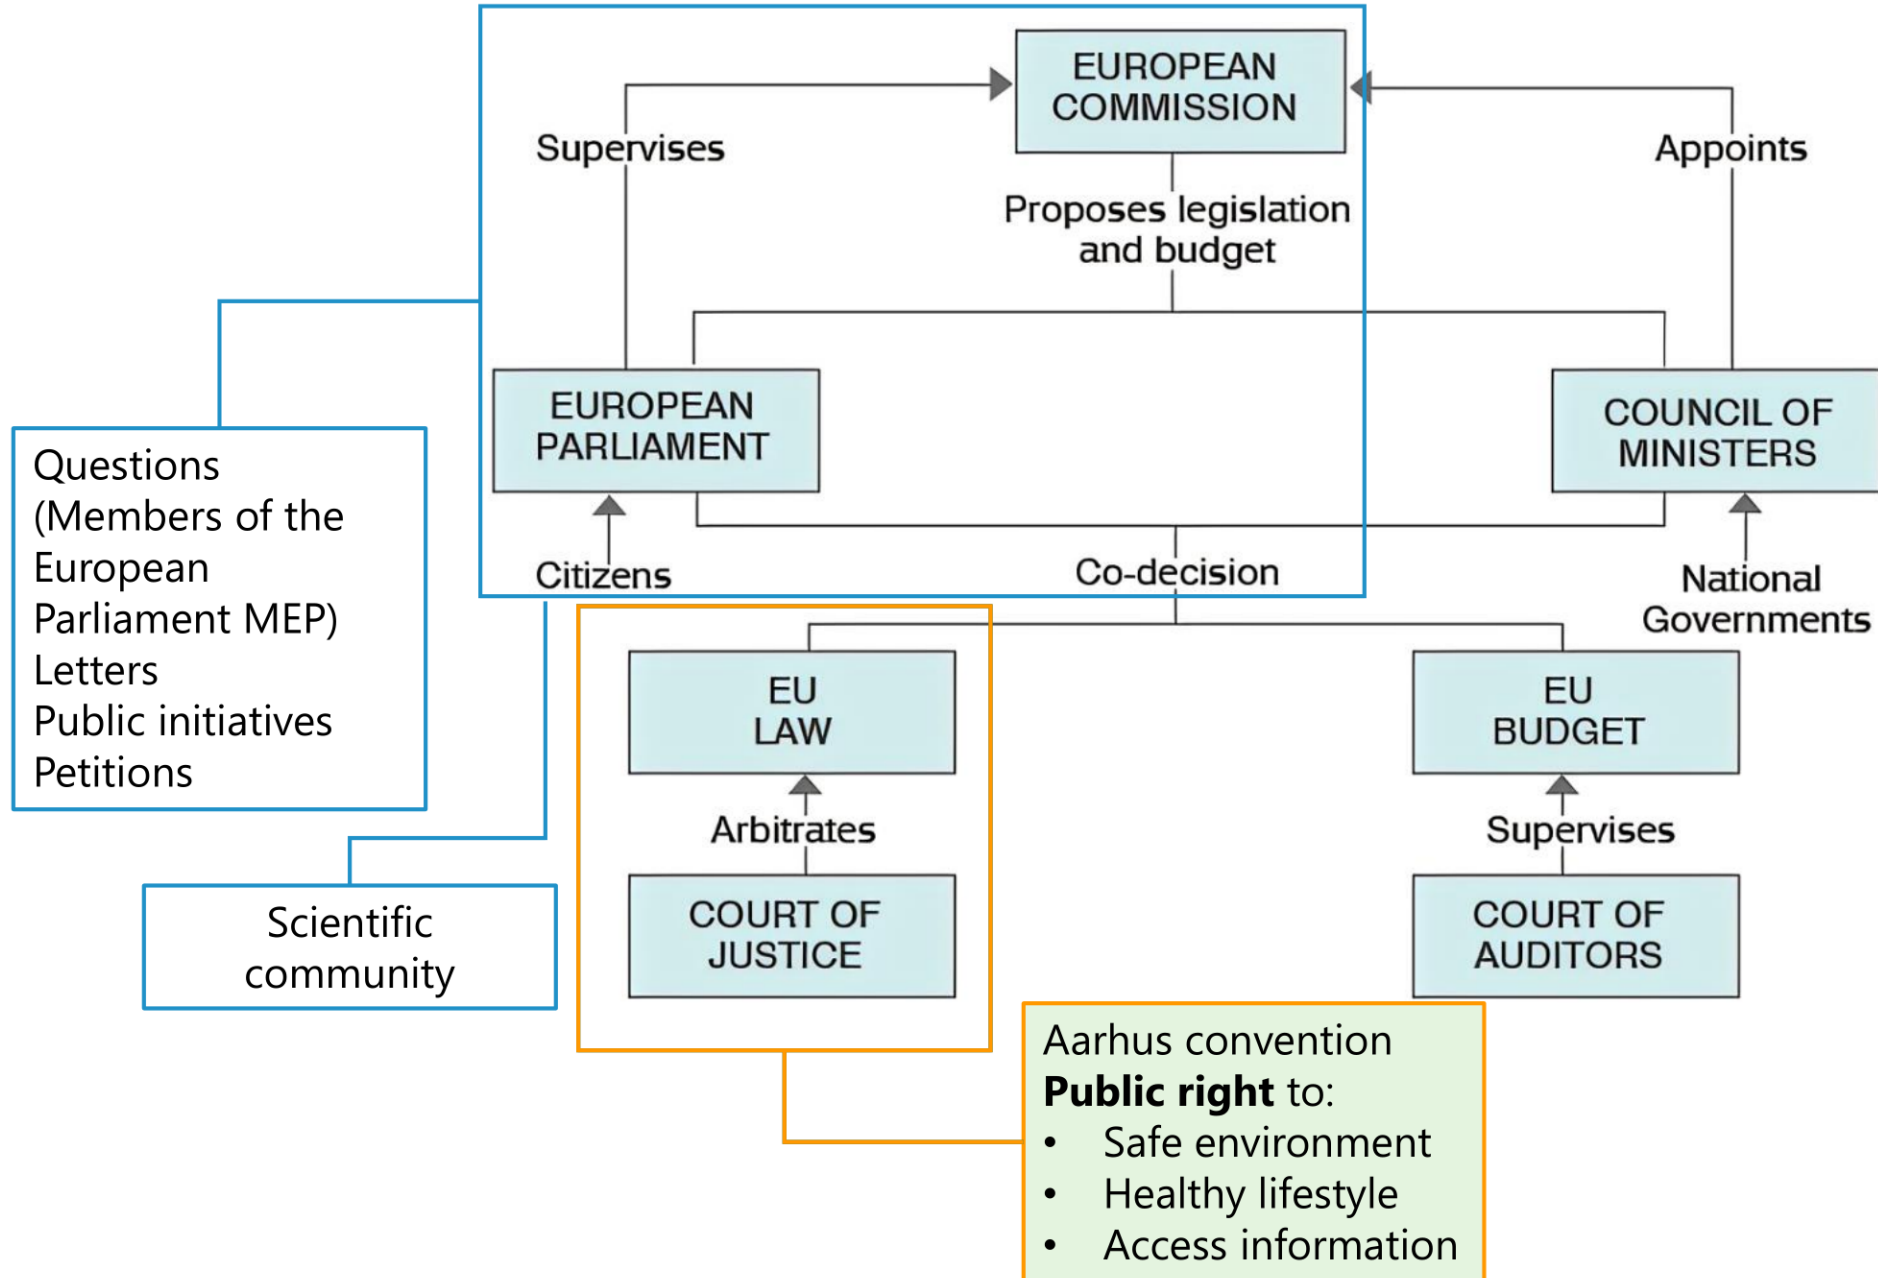 EUROPEAN
COMMISSION
Supervises
Appoints
Proposes legislation
and budget
EUROPEAN
PARLIAMENT
COUNCIL OF
MINISTERS
Questions
(Members of the
European
Parliament MEP)
Letters
Public initiatives
Petitions
Citizens
Co-decision
National
Governments
EU
LAW
EU
BUDGET
Arbitrates
Supervises
Scientific
community
COURT OF
JUSTICE
COURT OF
AUDITORS
Aarhus convention
Public right to:
• Safe environment
• Healthy lifestyle
• Access information